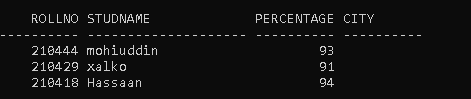 ROLLNO STUDNAME PERCENTAGE CITY
---------- -------------------- ---------- ----------
210444 mohiuddin 93
210429 xalko 91
210418 Hassaan 94